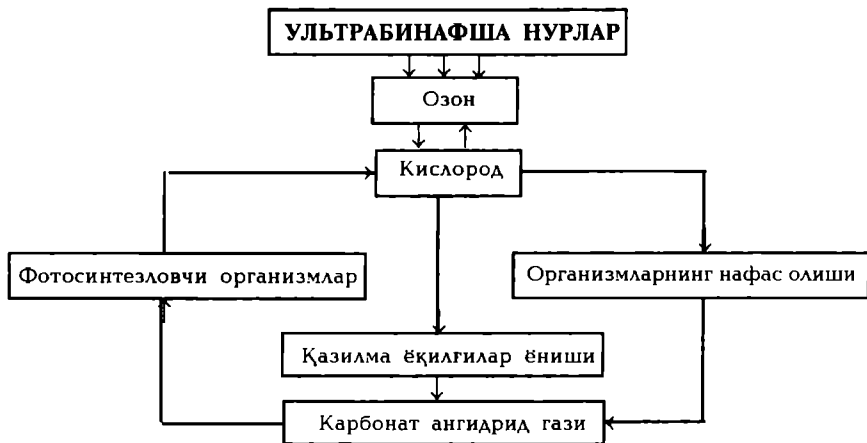 УЛЬТРАБИНАФША НУРЛАР
Озон
Кислород
Фотосинтезловчи организмлар
Организмларнинг нафас олиши
Қазилма ёқилғилар ёниши
Карбонат ангидрид гази